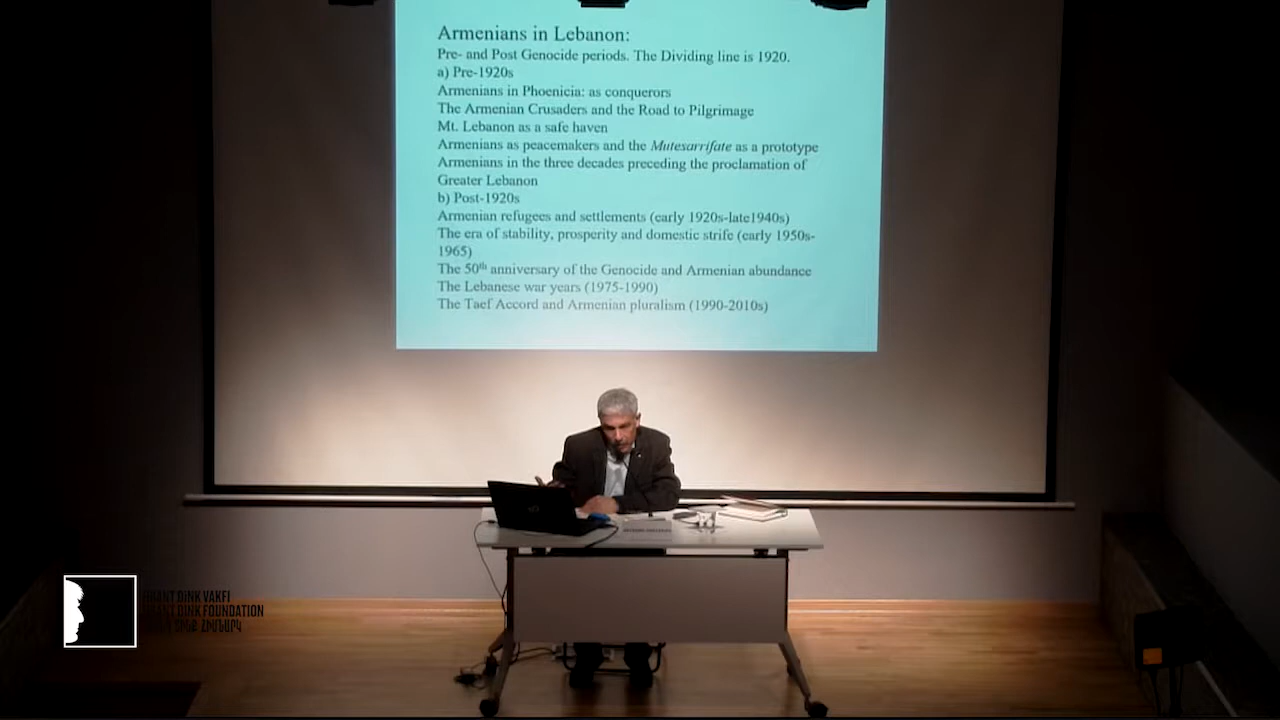 Armenians in Lebanon:
Pre- and Post Genocide periods. The Dividing line is 1920.
a) Pre-1920s
Armenians in Phoenicia: as conquerors
The Armenian Crusaders and the Road to Pilgrimage
Mt. Lebanon as a safe haven
Armenians as peacemakers and the Mutesarrifate as a prototype
Armenians in the three decades preceding the proclamation of
Greater Lebanon
b) Post-1920s
Armenian refugees and settlements (early 1920s-late1940s)
The era of stability, prosperity and domestic strife (early 1950s-
1965)
The 50th anniversary of the Genocide and Armenian abundance
The Lebanese war years (1975-1990)
The Taef Accord and Armenian pluralism (1990-2010s)
HRANT DİNK VAKFI
HRANT DINK FOUNDATION